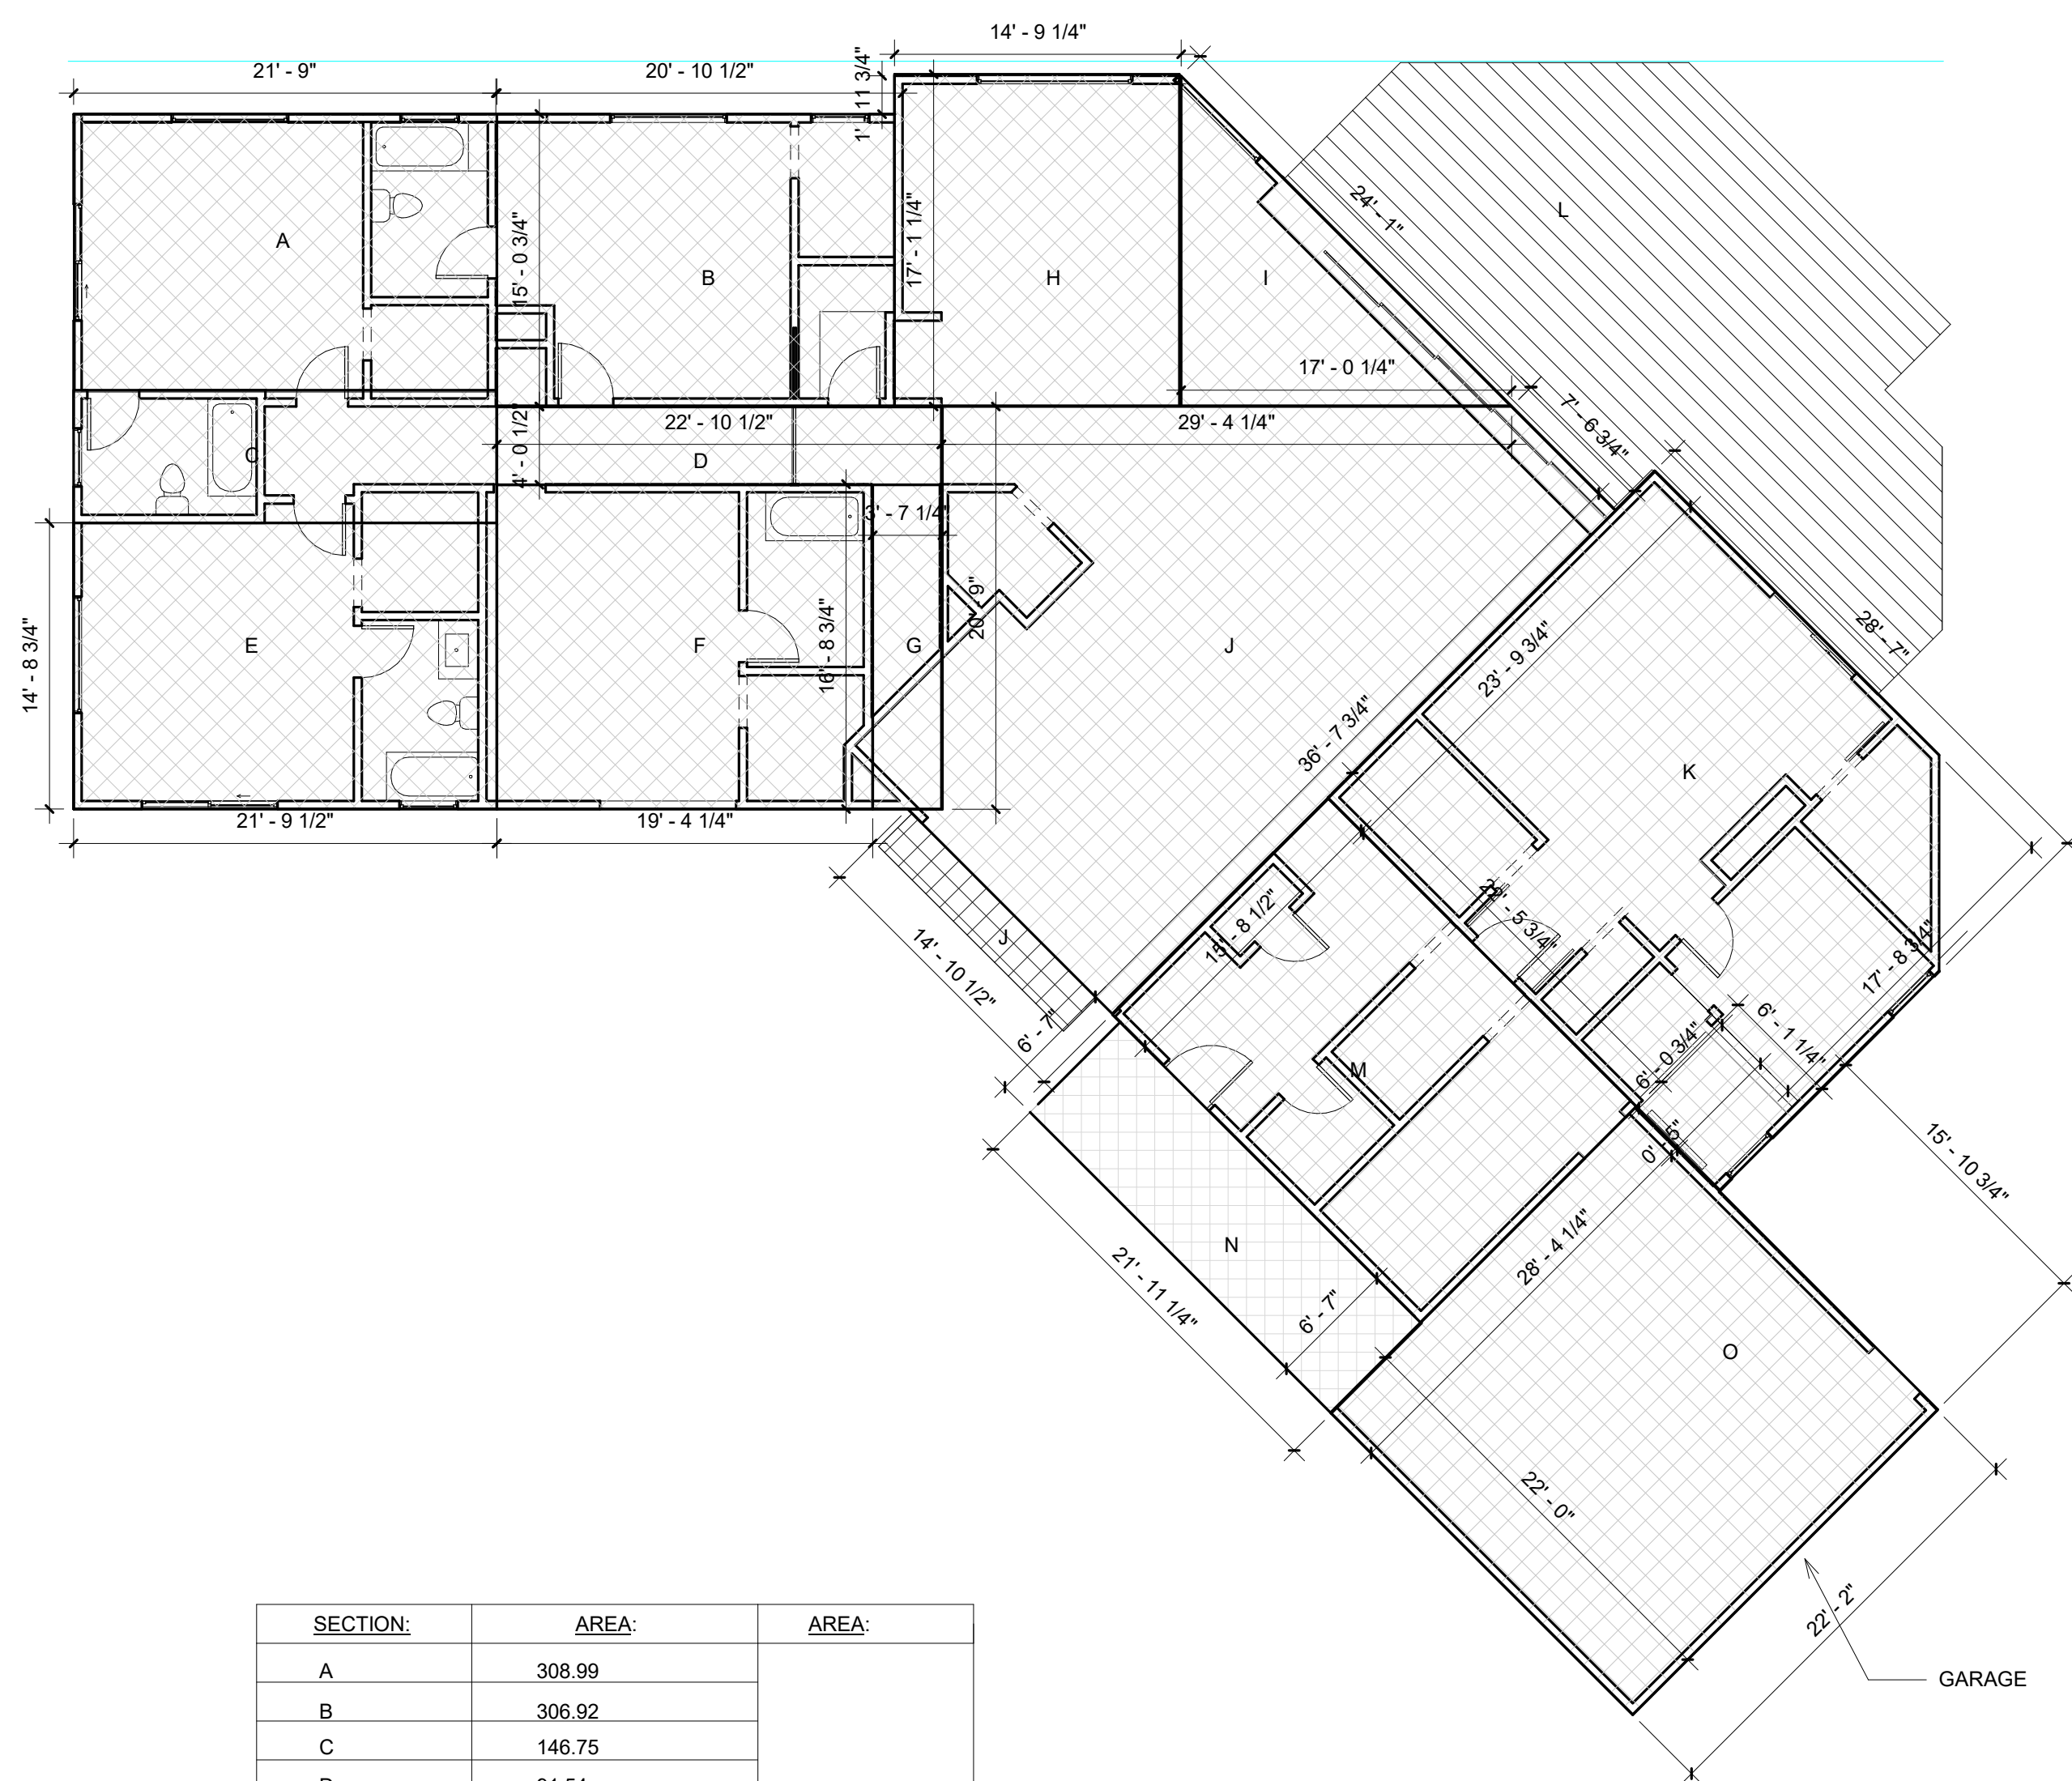 14' - 9 1/4"
21' - 9"
20' - 10 1/2"
1' 11 3/4"
24' - 1"
L
A
15' - 0 3/4"
B
17' - 1 1/4"
H
I
17' - 0 1/4"
7' - 6 3/4"
C
4' - 0 1/2"
22' - 10 1/2"
D
29' - 4 1/4"
3' - 7 1/4"
14' - 8 3/4"
E
F
16' - 8 3/4"
G
20' - 9"
J
23' - 9 3/4"
28' - 7"
36' - 7 3/4"
K
21' - 9 1/2"
19' - 4 1/4"
J
14' - 10 1/2"
6' - 7"
15' - 8 1/2"
22' - 5 3/4"
17' - 8 3/4"
M
6' - 0 3/4"
6' - 1 1/4"
0' - 5"
15' - 10 3/4"
N
21' - 11 1/4"
6' - 7"
28' - 4 1/4"
O
22' - 0"
22' - 2"
GARAGE
SECTION: AREA: AREA:
A 308.99
B 306.92
C 146.75